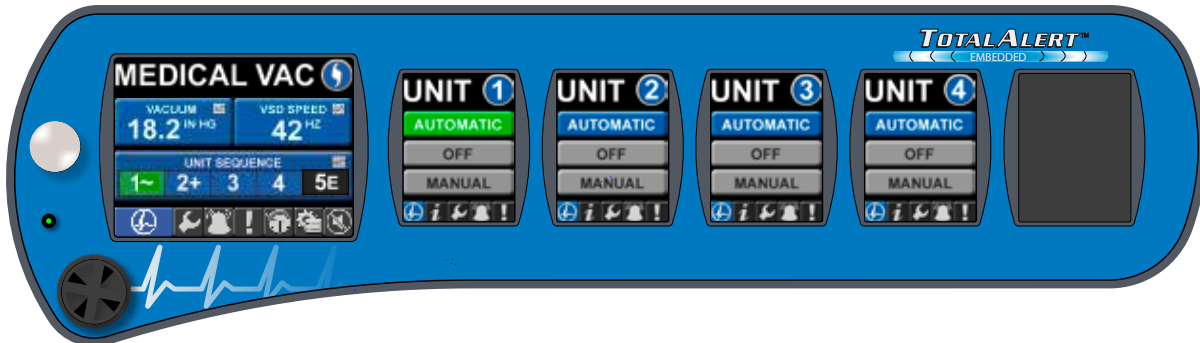 TOTALALERT™
EMBEDDED
MEDICAL VAC
VACUUM
18.2 IN HG
VSD SPEED
42 HZ
UNIT SEQUENCE
1~ 2+ 3 4 5E
UNIT 1
AUTOMATIC
OFF
MANUAL
i !
UNIT 2
AUTOMATIC
OFF
MANUAL
i !
UNIT 3
AUTOMATIC
OFF
MANUAL
i !
UNIT 4
AUTOMATIC
OFF
MANUAL
i !